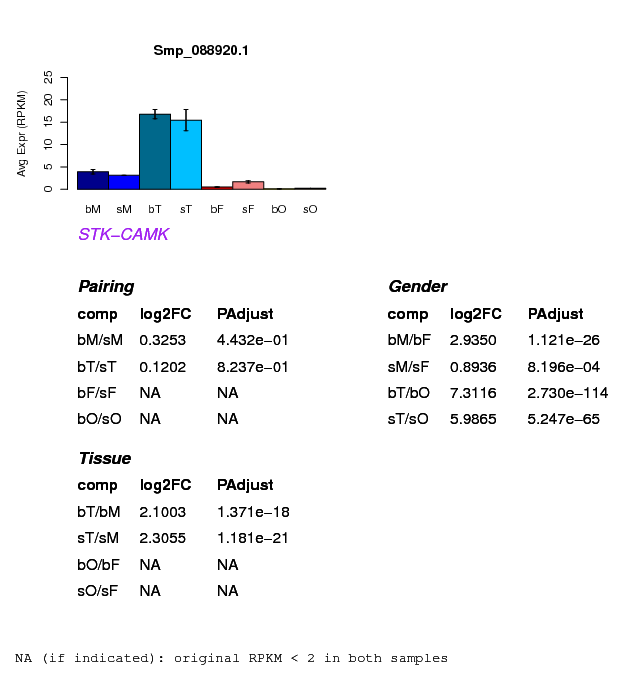 Smp_088920.1
Avg Expr (RPKM)
25
20
15
10
5
0
bM sM bT sT bF sF bO sO
STK−CAMK
Pairing
comp log2FC PAdjust
bM/sM 0.3253 4.432e−01
bT/sT 0.1202 8.237e−01
bF/sF NA NA
bO/sO NA NA
Gender
comp log2FC PAdjust
bM/bF 2.9350 1.121e−26
sM/sF 0.8936 8.196e−04
bT/bO 7.3116 2.730e−114
sT/sO 5.9865 5.247e−65
Tissue
comp log2FC PAdjust
bT/bM 2.1003 1.371e−18
sT/sM 2.3055 1.181e−21
bO/bF NA NA
sO/sF NA NA
NA (if indicated): original RPKM < 2 in both samples